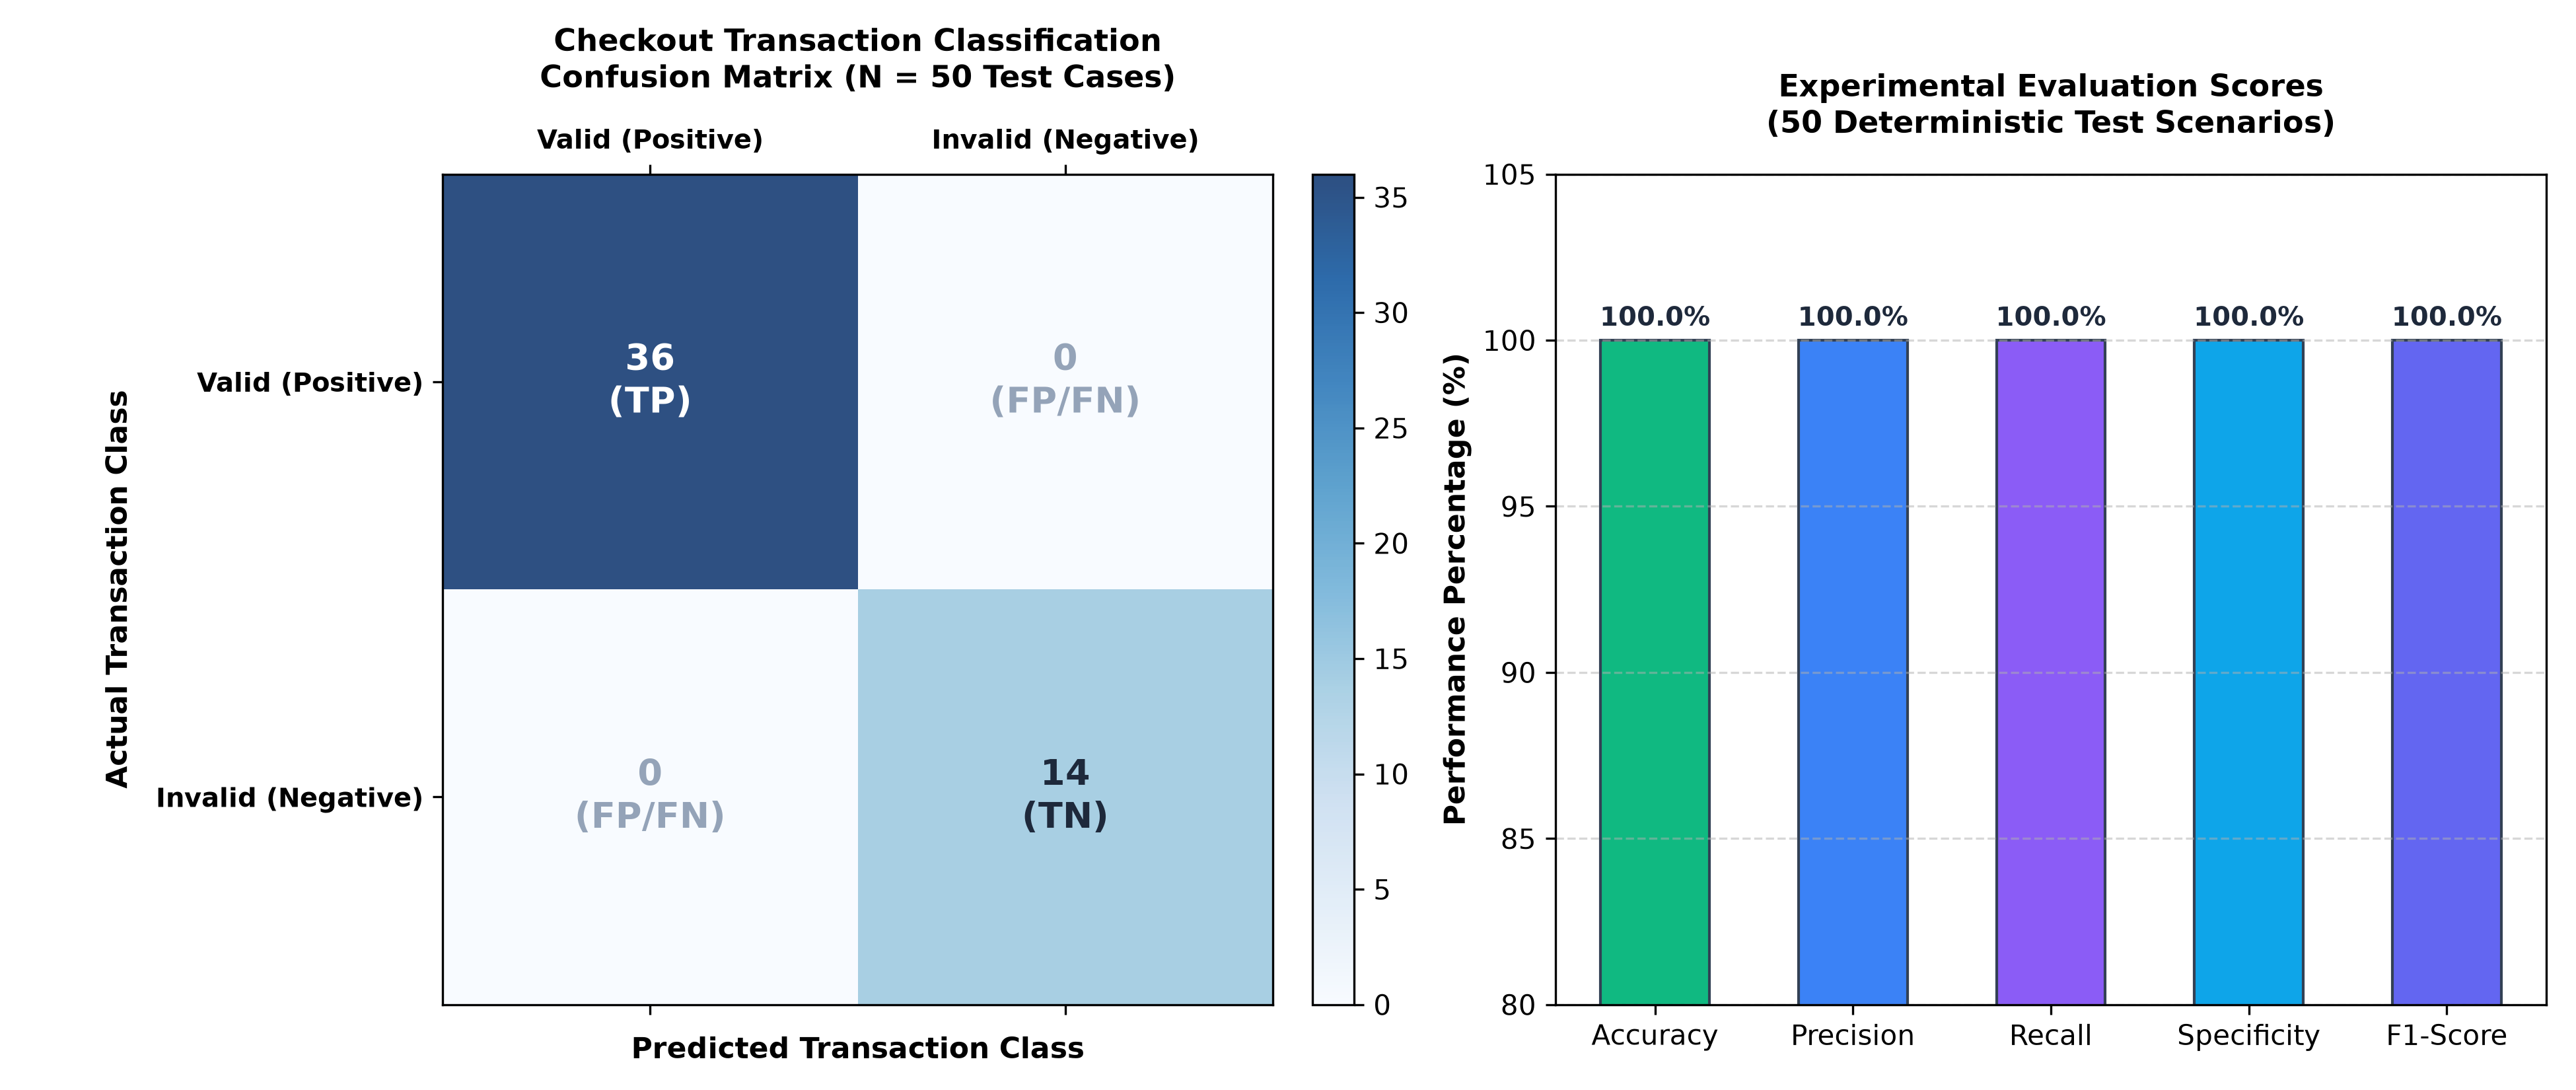 Checkout Transaction Classification
Confusion Matrix (N = 50 Test Cases)
Valid (Positive)
Invalid (Negative)
Actual Transaction Class
Valid (Positive)
36
(TP)
0
(FP/FN)
Invalid (Negative)
0
(FP/FN)
14
(TN)
Predicted Transaction Class
35
30
25
20
15
10
5
0
Experimental Evaluation Scores
(50 Deterministic Test Scenarios)
Performance Percentage (%)
105
100
95
90
85
80
100.0%
100.0%
100.0%
100.0%
100.0%
Accuracy
Precision
Recall
Specificity
F1-Score